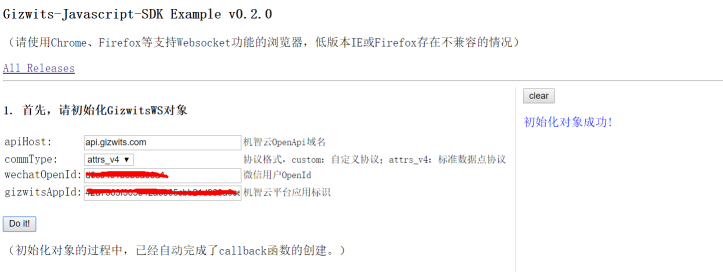 Gizwits-Javascript-SDK Example v0.2.0
（请使用Chrome、Firefox等支持Websocket功能的浏览器，低版本IE或Firefox存在不兼容的情况）
All Releases
1. 首先，请初始化GizwitsWS对象
apiHost: api.gizwits.com 机智云OpenApi域名
commType: attrs_v4 协议格式，custom：自定义协议；attrs_v4：标准数据点协议
wechatOpenId: 微信用户OpenId
gizwitsAppId: 机智云平台应用标识
Do it!
（初始化对象的过程中，已经自动完成了callback函数的创建。）
clear
初始化对象成功！